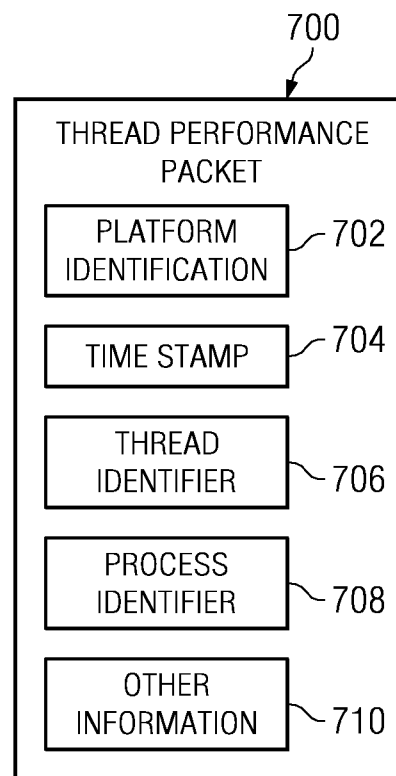 700
THREAD PERFORMANCE
PACKET
PLATFORM
IDENTIFICATION
702
TIME STAMP
704
THREAD
IDENTIFIER
706
PROCESS
IDENTIFIER
708
OTHER
INFORMATION
710